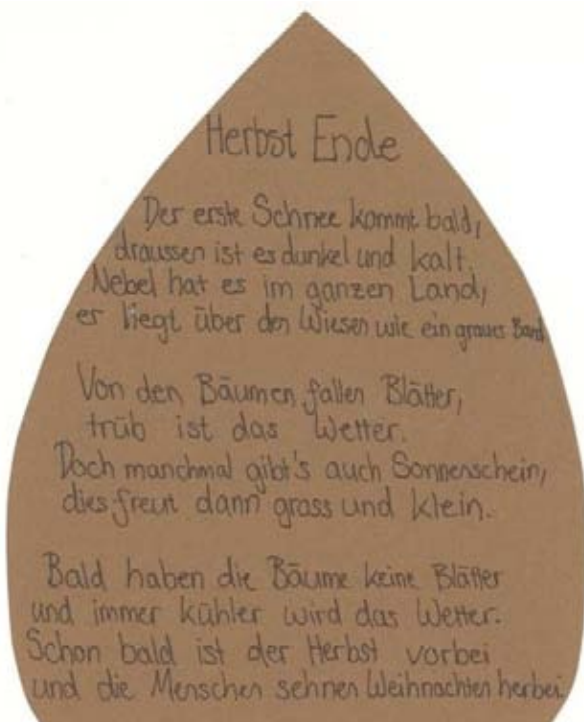 Herbst Ende
Der erste Schnee kommt bald,
draussen ist es dunkel und kalt.
Nebel hat es im ganzen Land,
er liegt über den Wiesen wie ein graues Band
Von den Bäumen fallen Blätter,
trüb ist das Wetter.
Doch manchmal gibt's auch Sonnenschein,
dies freut dann gross und klein.
Bald haben die Bäume keine Blätter
und immer kühler wird das Wetter.
Schon bald ist der Herbst vorbei
und die Menschen sehnen Weihnachten herbei